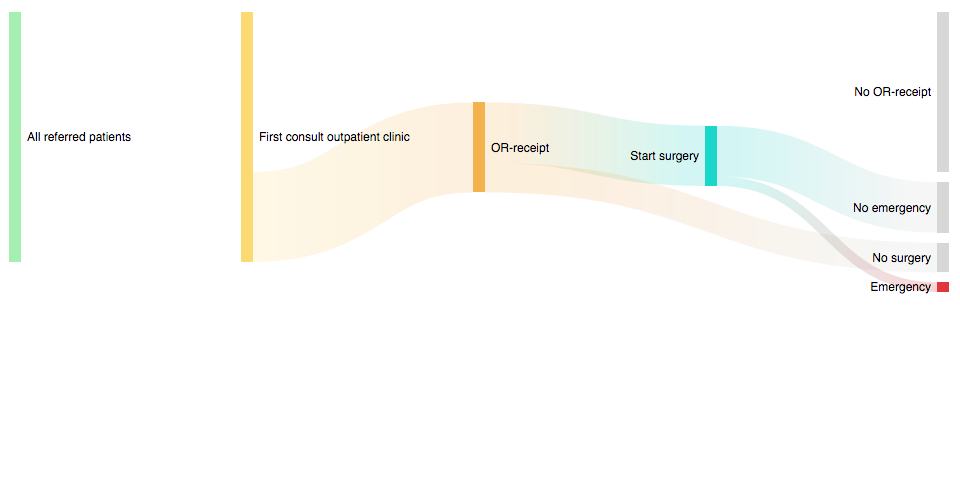 All referred patients
First consult outpatient clinic
OR-receipt
Start surgery
No OR-receipt
No emergency
No surgery
Emergency